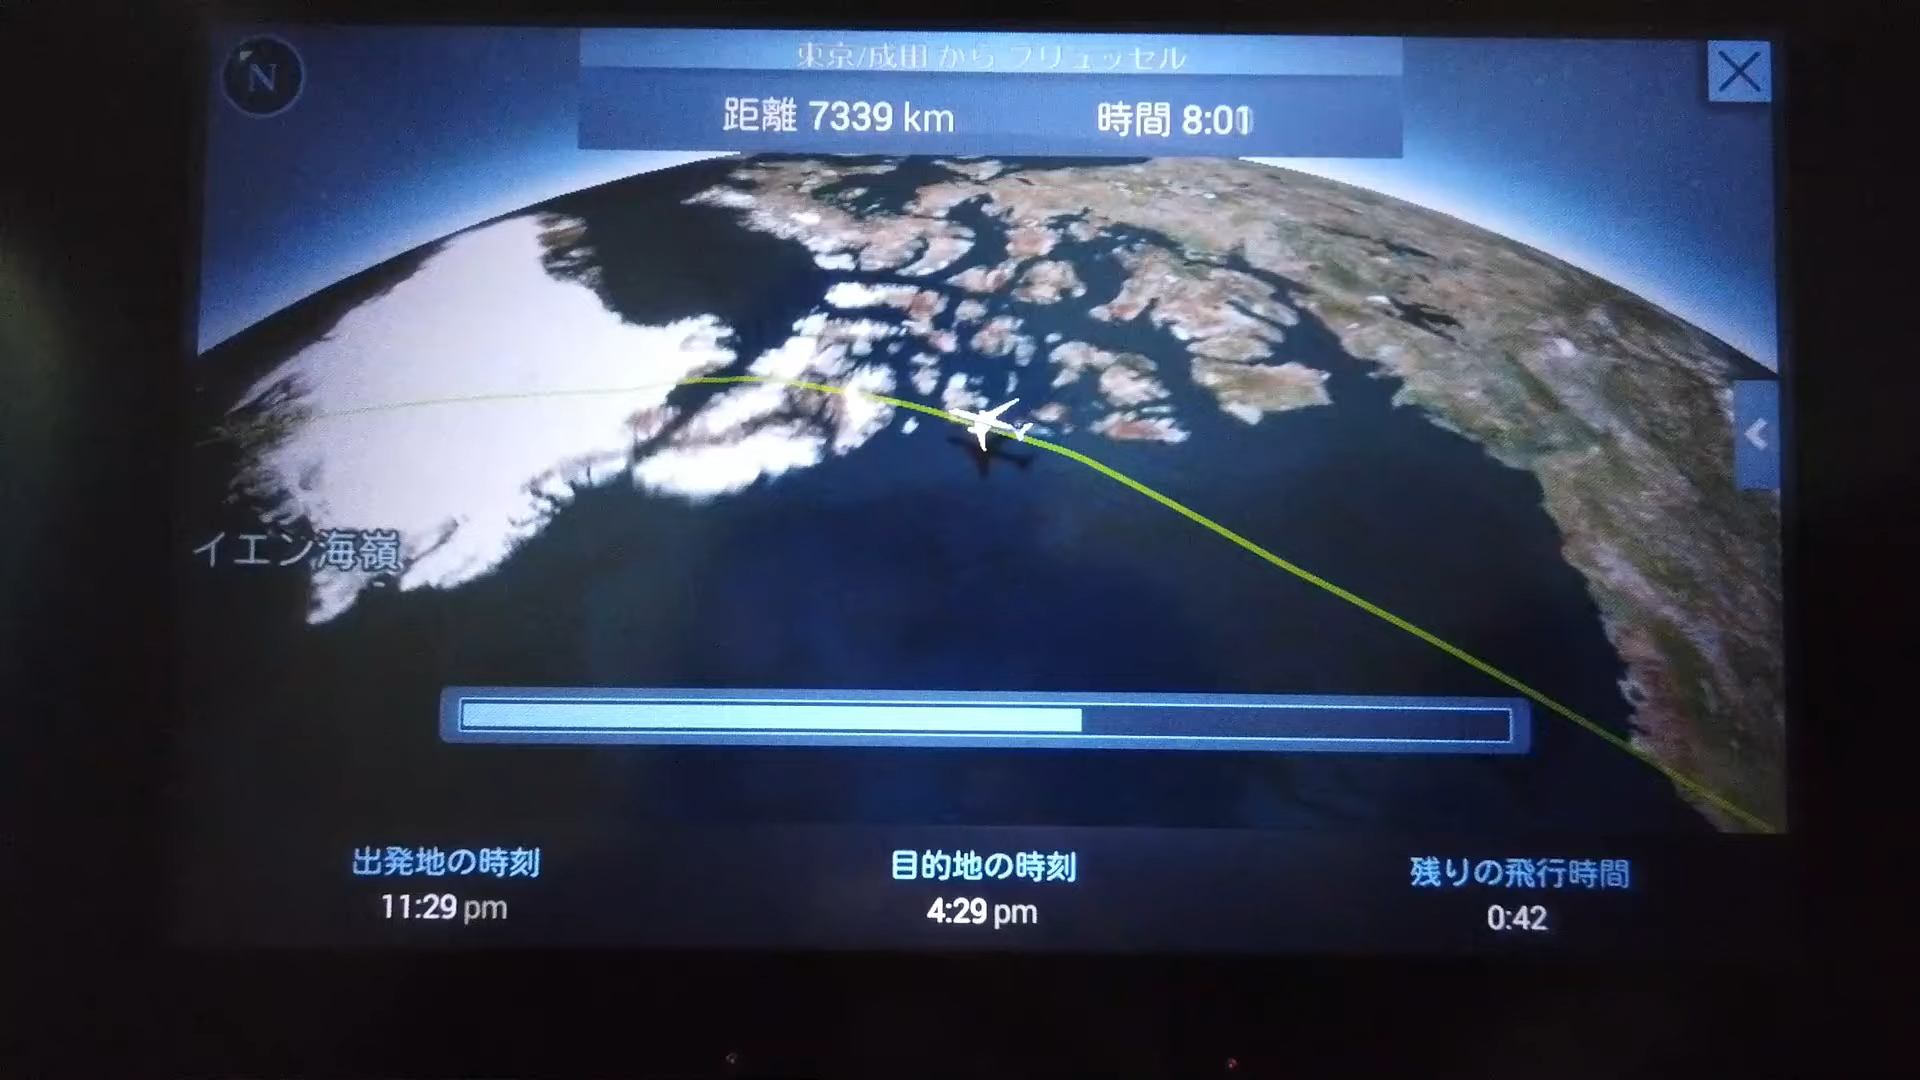 N
東京/成田 から ブリュッセル
距離 7339 km
時間 8:01
イエン海嶺
出発地の時刻
11:29 pm
目的地の時刻
4:29 pm
残りの飛行時間
0:42